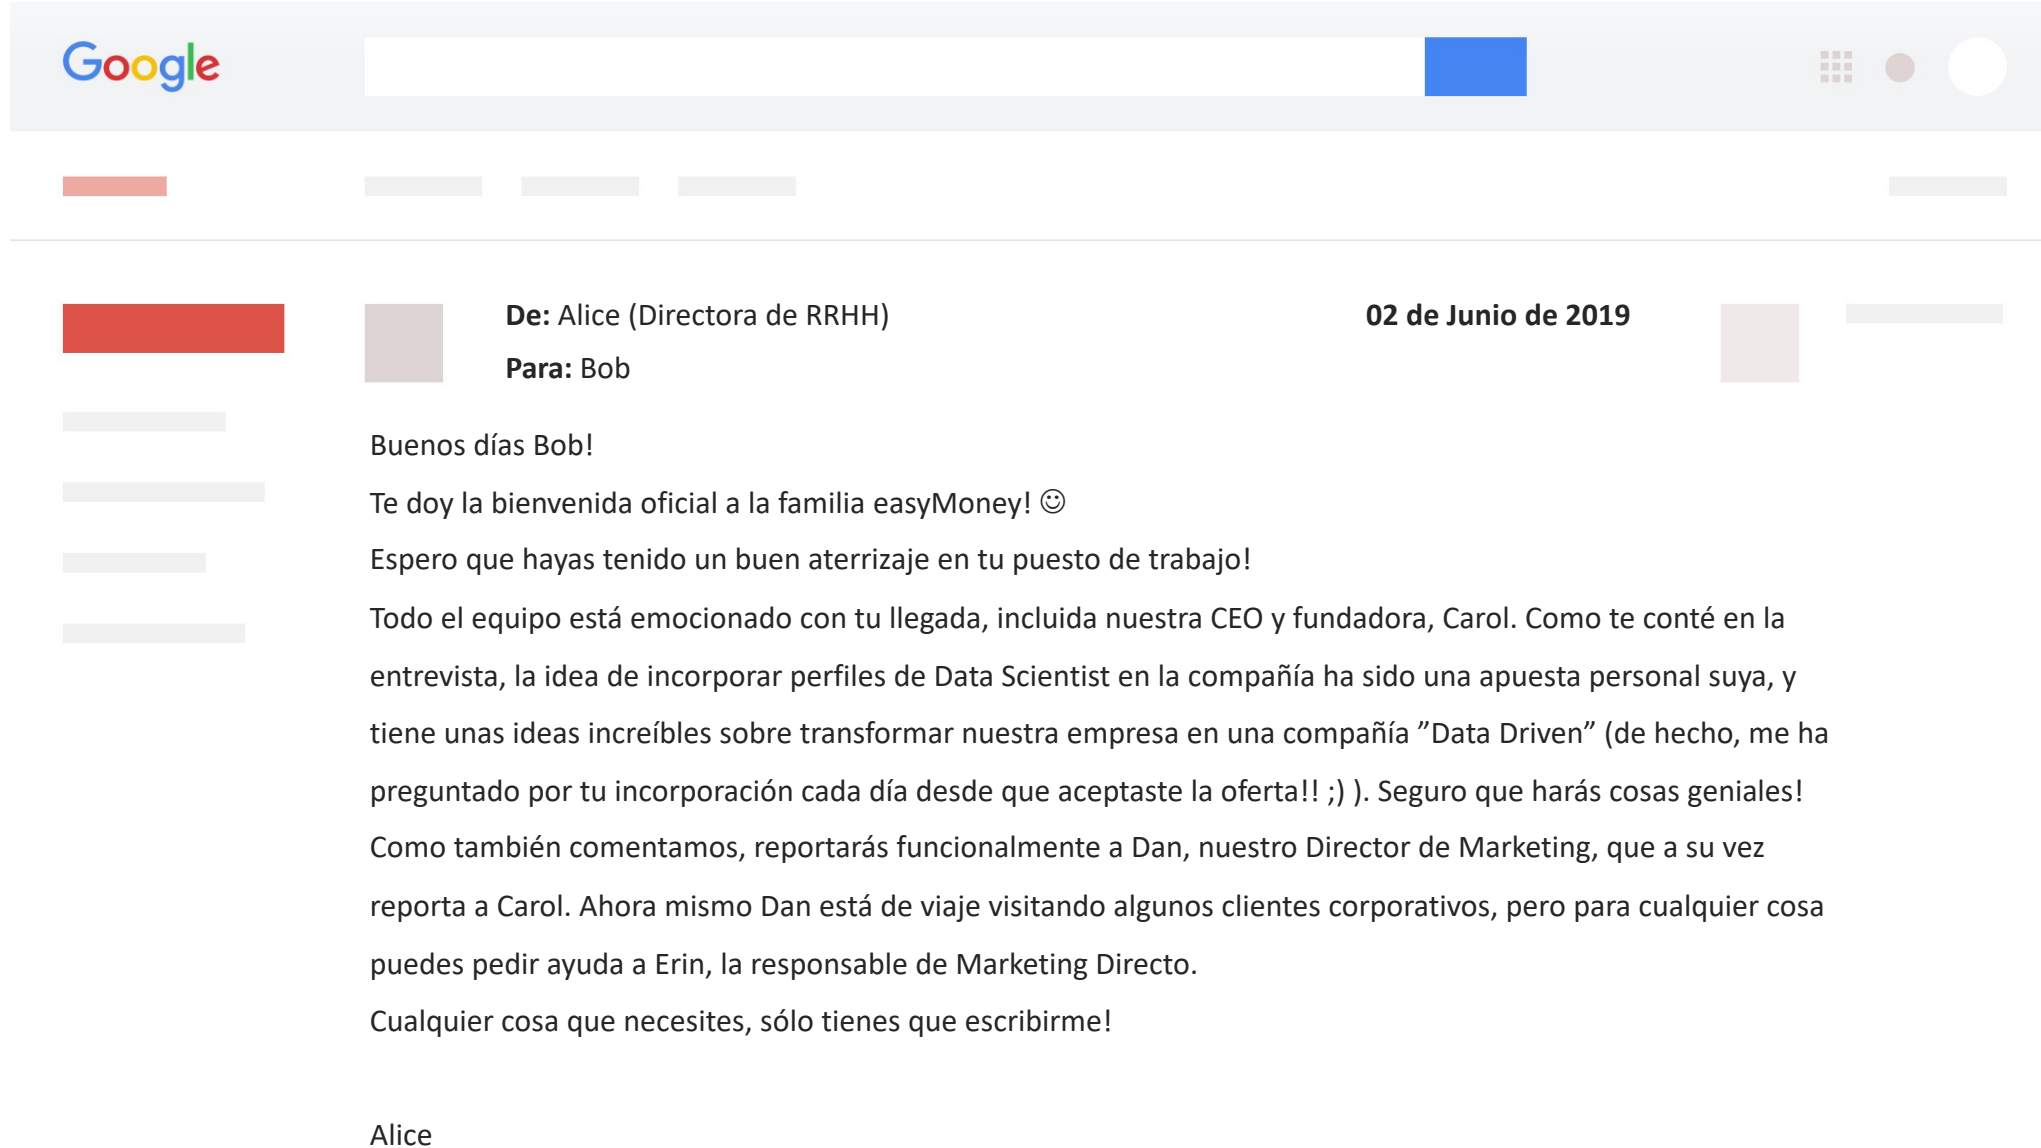 Google
De: Alice (Directora de RRHH)
02 de Junio de 2019
Para: Bob
Buenos días Bob!
Te doy la bienvenida oficial a la familia easyMoney! ☺
Espero que hayas tenido un buen aterrizaje en tu puesto de trabajo!
Todo el equipo está emocionado con tu llegada, incluida nuestra CEO y fundadora, Carol. Como te conté en la
entrevista, la idea de incorporar perfiles de Data Scientist en la compañía ha sido una apuesta personal suya, y
tiene unas ideas increíbles sobre transformar nuestra empresa en una compañía ”Data Driven” (de hecho, me ha
preguntado por tu incorporación cada día desde que aceptaste la oferta!! ;) ). Seguro que harás cosas geniales!
Como también comentamos, reportarás funcionalmente a Dan, nuestro Director de Marketing, que a su vez
reporta a Carol. Ahora mismo Dan está de viaje visitando algunos clientes corporativos, pero para cualquier cosa
puedes pedir ayuda a Erin, la responsable de Marketing Directo.
Cualquier cosa que necesites, sólo tienes que escribirme!
Alice